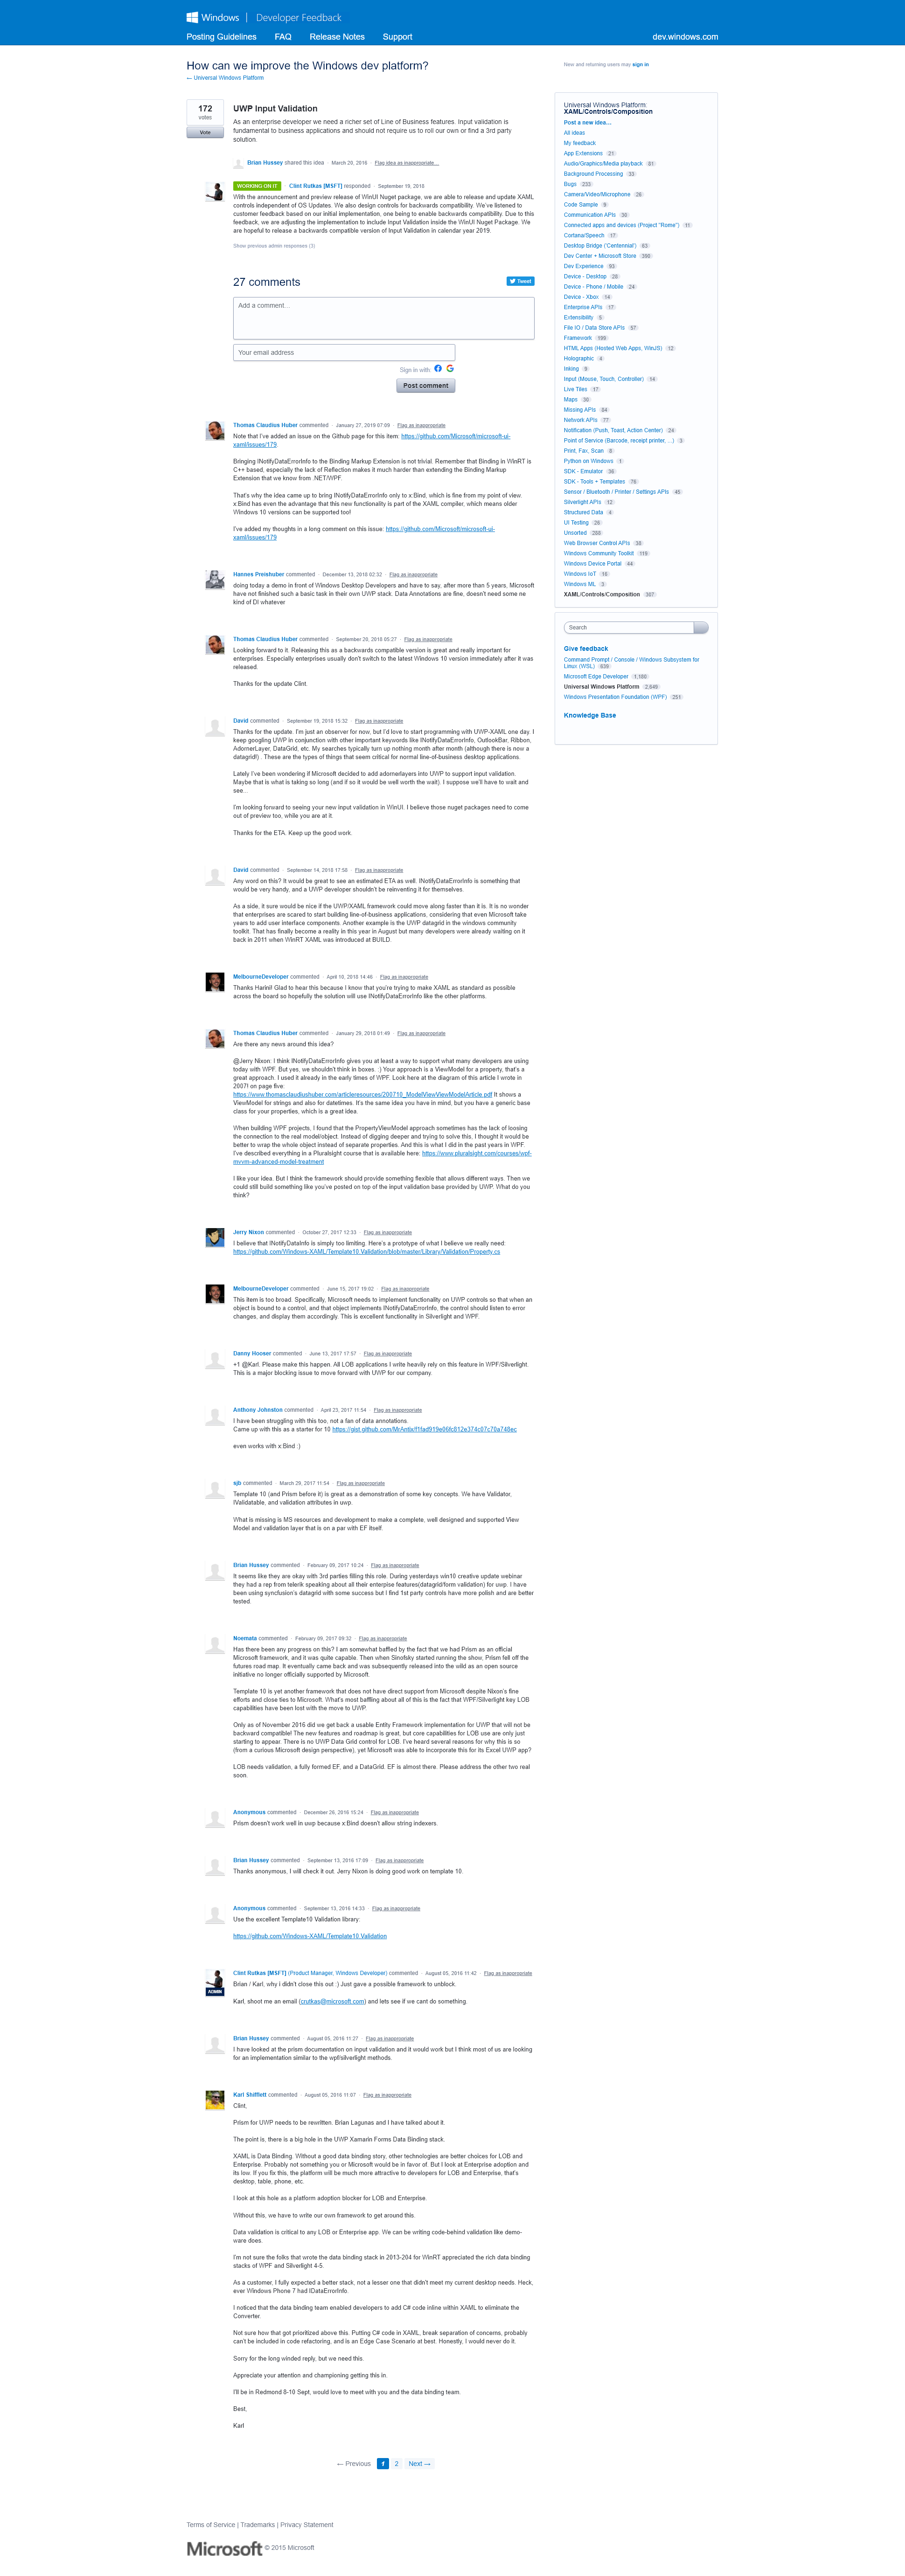 Windows | Developer Feedback
Posting Guidelines FAQ Release Notes Support dev.windows.com
How can we improve the Windows dev platform?
← Universal Windows Platform
New and returning users may sign in
172
votes
Vote
UWP Input Validation
As an enterprise developer we need a richer set of Line of Business features. Input validation is
fundamental to business applications and should not require us to roll our own or find a 3rd party
solution.
Brian Hussey shared this idea · March 29, 2016 · Flag idea as inappropriate…
WORKING ON IT · Clint Rutkas [MSFT] responded · September 19, 2018
With the announcement and preview release of WinUI Nuget package, we are able to release and update XAML
controls independent of OS Updates. We also design controls for backwards compatibility. We've listened to
customer feedback on our initial implementation, one being to enable backwards compatibility. Due to this
feedback, we are adjusting the implementation to move the Validation Work inside the WinUI Nuget Package. We
hope to release a backwards compatible version of Input Validation in calendar year 2019.
Show previous admin responses (3)
27 comments
Tweet
Add a comment…
Your email address
Sign in with:
Post comment
Thomas Claudius Huber commented · January 27, 2019 07:09 · Flag as inappropriate
Note that I've added an issue on the Github page for this item: https://github.com/Microsoft/microsoft-ui-
xaml/issues/179.
Bringing INotifyDataErrorInfo to the Binding Markup Extension is not trivial. Remember that Binding in WinRT is
C++ based, especially the lack of Reflection makes it much harder for everything behind the Binding Markup
Extension that we know from .NET/WPF.
That's why the idea came up to bring INotifyDataErrorInfo only to x:Bind, which is fine from my point of view.
x:Bind has the big advantage that this new functionality is part of the XAML compiler, which means older
Windows 10 versions can be supported too!
I've added my thoughts in a long comment on this issue: https://github.com/Microsoft/microsoft-ui-
xaml/issues/179
Hannes Preishuber commented · December 13, 2018 02:32 · Flag as inappropriate
doing today a demo in front of Windows Desktop Developers and have to say, after more than 5 years, Microsoft
have not finished such a basic task in their own UWP stack. Data Annotations are fine, doesn't not know some
kind of DI whatever
Thomas Claudius Huber commented · September 20, 2018 05:27 · Flag as inappropriate
Looking forward to it. Releasing this as a compatible version is great and really important for larger
enterprises. Especially enterprises usually don't switch to the latest Windows 10 version immediately after it was
released.
Thanks for the update Clint.
David commented · September 19, 2018 15:32 · Flag as inappropriate
Thanks for the update. I'm just an observer for now, but I'd love to start programming with UWP-XAML one day. I
keep googling UWP in conjunction with other important keywords like INotifyDataErrorInfo, OutlookBar, Ribbon,
AdornerLayer, DataGrid, etc. My searches typically turn up nothing month after month (although there is now a
datagrid!) . These are the types of things that seem critical for normal line-of-business desktop applications.
Lately I've been wondering if Microsoft decided to add adornerlayers into UWP to support input validation.
Maybe that is what is taking so long (and if so it would be well worth the wait). I suppose we'll have to wait and
see...
I'm looking forward to seeing your new input validation in WinUI. I believe those nuget packages need to come
out of preview too, while you are at it.
Thanks for the ETA. Keep up the good work.
David commented · September 14, 2018 17:58 · Flag as inappropriate
Any word on this? It would be great to see an estimated ETA as well. INotifyDataErrorInfo is something that
would be very handy, and a UWP developer shouldn't be reinventing it for themselves.
As a side, it sure would be nice if the UWP/XAML framework could move along faster than it is. It is no wonder
that enterprises are scared to start building line-of-business applications, considering that even Microsoft take
years to add user interface components. Another example is the UWP datagrid in the windows community
toolkit. That has finally become a reality in this year in August but many developers were already waiting on it
back in 2011 when WinRT XAML was introduced at BUILD.
MelbourneDeveloper commented · April 10, 2018 14:46 · Flag as inappropriate
Thanks Harini! Glad to hear this because I know that you're trying to make XAML as standard as possible
across the board so hopefully the solution will use INotifyDataErrorInfo like the other platforms.
Thomas Claudius Huber commented · January 29, 2018 01:49 · Flag as inappropriate
Are there any news around this idea?
@Jerry Nixon: I think INotifyDataErrorInfo gives you at least a way to support what many developers are using
today with WPF. But yes, we shouldn't think in boxes. :) Your approach is a ViewModel for a property, that's a
great approach. I used it already in the early times of WPF. Look here at the diagram of this article I wrote in
2007! on page five:
https://www.thomasclaudiushuber.com/articleresources/200710_ModelViewViewModelArticle.pdf It shows a
ViewModel for strings and also for datetimes. It's the same idea you have in mind, but you have a generic base
class for your properties, which is a great idea.
When building WPF projects, I found that the PropertyViewModel approach sometimes has the lack of losing
the connection to the real model/object. Instead of digging deeper and trying to solve this, I thought it would be
better to wrap the whole object instead of separate properties. And this is what I did in the past years in WPF.
I've described everything in a Pluralsight course that is available here: https://www.pluralsight.com/courses/wpf-
mvvm-advanced-model-treatment
I like your idea. But I think the framework should provide something flexible that allows different ways. Then we
could still build something like you've posted on top of the input validation base provided by UWP. What do you
think?
Jerry Nixon commented · October 27, 2017 12:33 · Flag as inappropriate
I believe that INotifyDataInfo is simply too limiting. Here's a prototype of what I believe we really need:
https://github.com/Windows-XAML/Template10.Validation/blob/master/Library/Validation/Property.cs
MelbourneDeveloper commented · June 15, 2017 19:02 · Flag as inappropriate
This item is too broad. Specifically, Microsoft needs to implement functionality on UWP controls so that when an
object is bound to a control, and that object implements INotifyDataErrorInfo, the control should listen to error
changes, and display them accordingly. This is excellent functionality in Silverlight and WPF.
Danny Hooser commented · June 13, 2017 17:57 · Flag as inappropriate
+1 @Karl. Please make this happen. All LOB applications I write heavily rely on this feature in WPF/Silverlight.
This is a major blocking issue to move forward with UWP for our company.
Anthony Johnston commented · April 23, 2017 11:54 · Flag as inappropriate
I have been struggling with this too, not a fan of data annotations.
Came up with this as a starter for 10 https://gist.github.com/MrAntix/f1fad919e06fc812e374c07c70a748ec
even works with x:Bind :)
sjb commented · March 29, 2017 11:54 · Flag as inappropriate
Template 10 (and Prism before it) is great as a demonstration of some key concepts. We have Validator,
IValidatable, and validation attributes in uwp.
What is missing is MS resources and development to make a complete, well designed and supported View
Model and validation layer that is on a par with EF itself.
Brian Hussey commented · February 09, 2017 10:24 · Flag as inappropriate
It seems like they are okay with 3rd parties filling this role. During yesterdays win10 creative update webinar
they had a rep from telerik speaking about all their enterpise features(datagrid/form validation) for uwp. I have
been using syncfusion's datagrid with some success but I find 1st party controls have more polish and are better
tested.
Noemata commented · February 09, 2017 09:32 · Flag as inappropriate
Has there been any progress on this? I am somewhat baffled by the fact that we had Prism as an official
Microsoft framework, and it was quite capable. Then when Sinofsky started running the show, Prism fell off the
futures road map. It eventually came back and was subsequently released into the wild as an open source
initiative no longer officially supported by Microsoft.
Template 10 is yet another framework that does not have direct support from Microsoft despite Nixon's fine
efforts and close ties to Microsoft. What's most baffling about all of this is the fact that WPF/Silverlight key LOB
capabilities have been lost with the move to UWP.
Only as of November 2016 did we get back a usable Entity Framework implementation for UWP that will not be
backward compatible! The new features and roadmap is great, but core capabilities for LOB use are only just
starting to appear. There is no UWP Data Grid control for LOB. I've heard several reasons for why this is so
(from a curious Microsoft design perspective), yet Microsoft was able to incorporate this for its Excel UWP app?
LOB needs validation, a fully formed EF, and a DataGrid. EF is almost there. Please address the other two real
soon.
Anonymous commented · December 26, 2016 15:24 · Flag as inappropriate
Prism doesn't work well in uwp because x:Bind doesn't allow string indexers.
Brian Hussey commented · September 13, 2016 17:09 · Flag as inappropriate
Thanks anonymous, I will check it out. Jerry Nixon is doing good work on template 10.
Anonymous commented · September 13, 2016 14:33 · Flag as inappropriate
Use the excellent Template10 Validation library:
https://github.com/Windows-XAML/Template10.Validation
ADMIN
Clint Rutkas [MSFT] (Product Manager, Windows Developer) commented · August 05, 2016 11:42 · Flag as inappropriate
Brian / Karl, why I didn't close this out :) Just gave a possible framework to unblock.
Karl, shoot me an email (crutkas@microsoft.com) and lets see if we cant do something.
Brian Hussey commented · August 05, 2016 11:27 · Flag as inappropriate
I have looked at the prism documentation on input validation and it would work but I think most of us are looking
for an implementation similar to the wpf/silverlight methods.
Karl Shifflett commented · August 05, 2016 11:07 · Flag as inappropriate
Clint,
Prism for UWP needs to be rewritten. Brian Lagunas and I have talked about it.
The point is, there is a big hole in the UWP Xamarin Forms Data Binding stack.
XAML is Data Binding. Without a good data binding story, other technologies are better choices for LOB and
Enterprise. Probably not something you or Microsoft would be in favor of. But I look at Enterprise adoption and
its low. If you fix this, the platform will be much more attractive to developers for LOB and Enterprise, that's
desktop, table, phone, etc.
I look at this hole as a platform adoption blocker for LOB and Enterprise.
Without this, we have to write our own framework to get around this.
Data validation is critical to any LOB or Enterprise app. We can be writing code-behind validation like demo-
ware does.
I'm not sure the folks that wrote the data binding stack in 2013-204 for WinRT appreciated the rich data binding
stacks of WPF and Silverlight 4-5.
As a customer, I fully expected a better stack, not a lesser one that didn't meet my current desktop needs. Heck,
ever Windows Phone 7 had IDataErrorInfo.
I noticed that the data binding team enabled developers to add C# code inline within XAML to eliminate the
Converter.
Not sure how that got prioritized above this. Putting C# code in XAML, break separation of concerns, probably
can't be included in code refactoring, and is an Edge Case Scenario at best. Honestly, I would never do it.
Sorry for the long winded reply, but we need this.
Appreciate your attention and championing getting this in.
I'll be in Redmond 8-10 Sept, would love to meet with you and the data binding team.
Best,
Karl
← Previous 1 2 Next →
Universal Windows Platform:
XAML/Controls/Composition
Post a new idea…
All ideas
My feedback
App Extensions 21
Audio/Graphics/Media playback 81
Background Processing 33
Bugs 233
Camera/Video/Microphone 26
Code Sample 9
Communication APIs 30
Connected apps and devices (Project "Rome") 11
Cortana/Speech 17
Desktop Bridge ('Centennial') 63
Dev Center + Microsoft Store 390
Dev Experience 93
Device - Desktop 28
Device - Phone / Mobile 24
Device - Xbox 14
Enterprise APIs 17
Extensibility 5
File IO / Data Store APIs 57
Framework 199
HTML Apps (Hosted Web Apps, WinJS) 12
Holographic 4
Inking 9
Input (Mouse, Touch, Controller) 14
Live Tiles 17
Maps 30
Missing APIs 84
Network APIs 77
Notification (Push, Toast, Action Center) 24
Point of Service (Barcode, receipt printer, ...) 3
Print, Fax, Scan 8
Python on Windows 1
SDK - Emulator 36
SDK - Tools + Templates 78
Sensor / Bluetooth / Printer / Settings APIs 45
Silverlight APIs 12
Structured Data 4
UI Testing 25
Unsorted 268
Web Browser Control APIs 38
Windows Community Toolkit 119
Windows Device Portal 44
Windows IoT 16
Windows ML 3
XAML/Controls/Composition 367
Search
Give feedback
Command Prompt / Console / Windows Subsystem for
Linux (WSL) 639
Microsoft Edge Developer 1,166
Universal Windows Platform 2,649
Windows Presentation Foundation (WPF) 251
Knowledge Base
Terms of Service | Trademarks | Privacy Statement
Microsoft © 2015 Microsoft